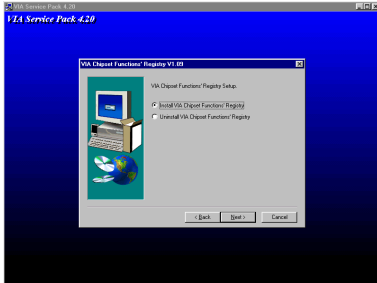 VIA Service Pack 4.20
VIA Service Pack 4.20
VIA Chipset Functions' Registry V1.09
VIA Chipset Functions' Registry Setup.
Install VIA Chipset Functions' Registry
Uninstall VIA Chipset Functions' Registry
< Back Next > Cancel